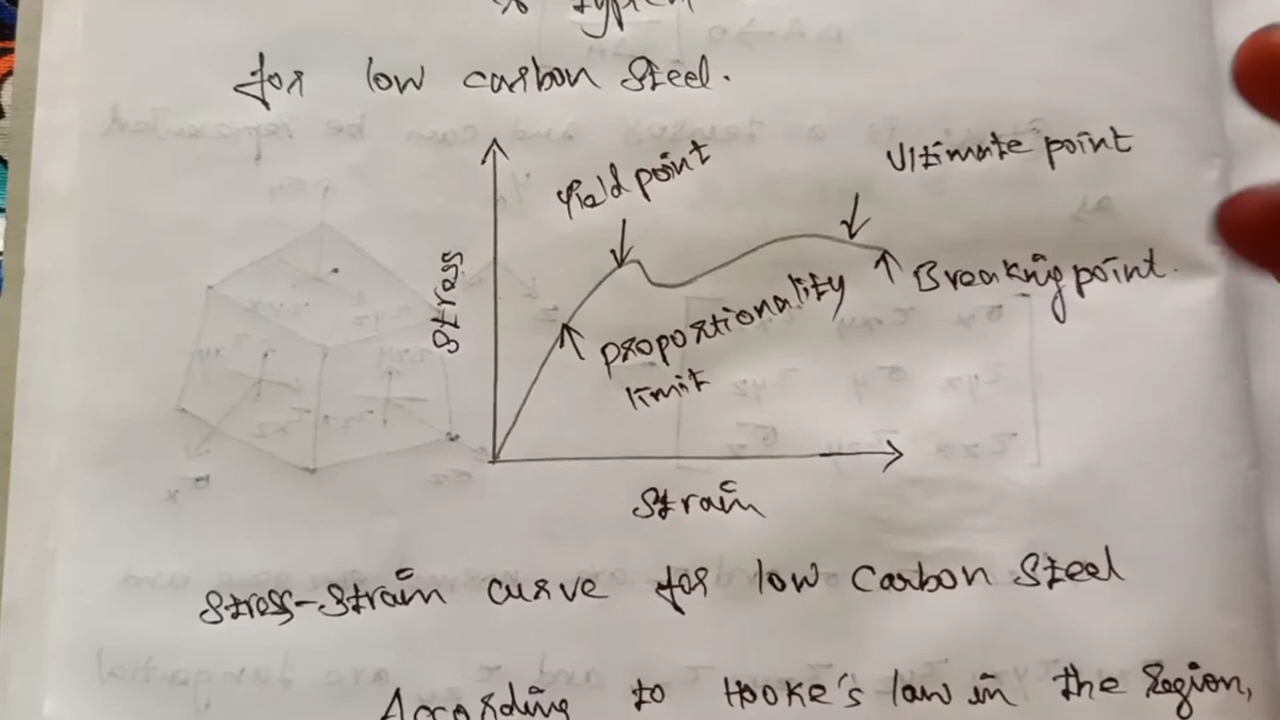 for low carbon steel.
Ultimate point
Yield point
Stress
Breaking point.
proportionality
limit
Strain
Stress-Strain curve for low carbon steel
According to Hooke's law in the region,